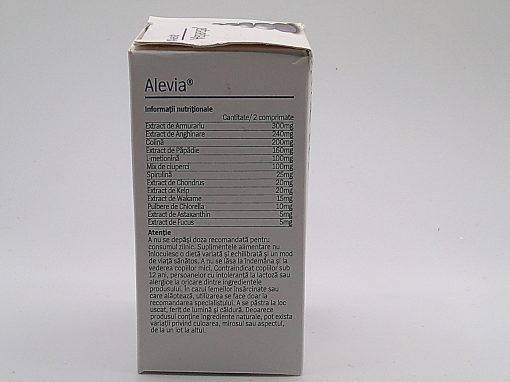 Alevia®
Informații nutriționale
Cantitate/ 2 comprimate
Extract de Armurariu 300mg
Extract de Anghinare 240mg
Colină 200mg
Extract de Păpădie 160mg
L-metionină 100mg
Mix de ciuperci 100mg
Spirulină 25mg
Extract de Chondrus 20mg
Extract de Kelp 20mg
Extract de Wakame 15mg
Pulbere de Chlorella 10mg
Extract de Astaxanthin 5mg
Extract de Fucus 5mg
Atenție
A nu se depăși doza recomandată pentru
consumul zilnic. Suplimentele alimentare nu
înlocuiesc o dietă variată și echilibrată și un mod
de viață sănătos. A nu se lăsa la îndemâna și la
vederea copiilor mici. Contraindicat copiilor sub
12 ani, persoanelor cu intoleranță la lactoză sau
alergice la oricare dintre ingredientele
produsului. În cazul femeilor însărcinate sau
care alăptează, utilizarea se face doar la
recomandarea specialistului. A se păstra la loc
uscat, ferit de lumină și căldură. Deoarece
produsul conține ingrediente naturale, pot exista
variații privind culoarea, mirosul sau aspectul,
de la un lot la altul.